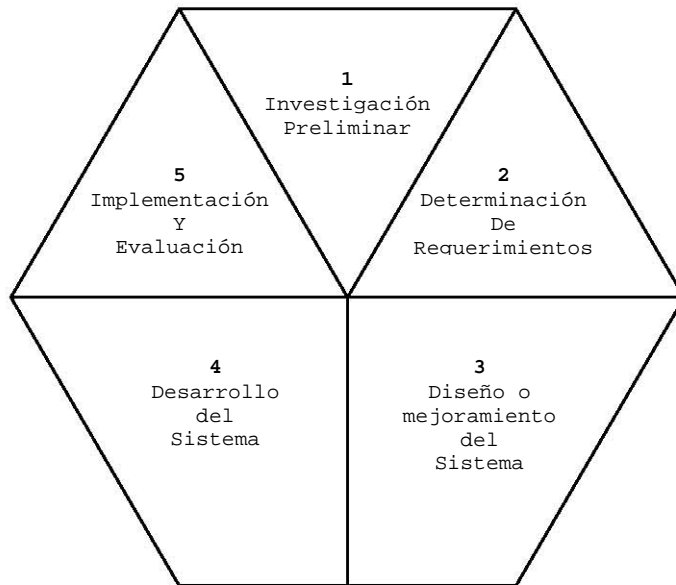 1
Investigación
Preliminar
2
Determinación
De
Requerimientos
3
Diseño o
mejoramiento
del
Sistema
4
Desarrollo
del
Sistema
5
Implementación
Y
Evaluación